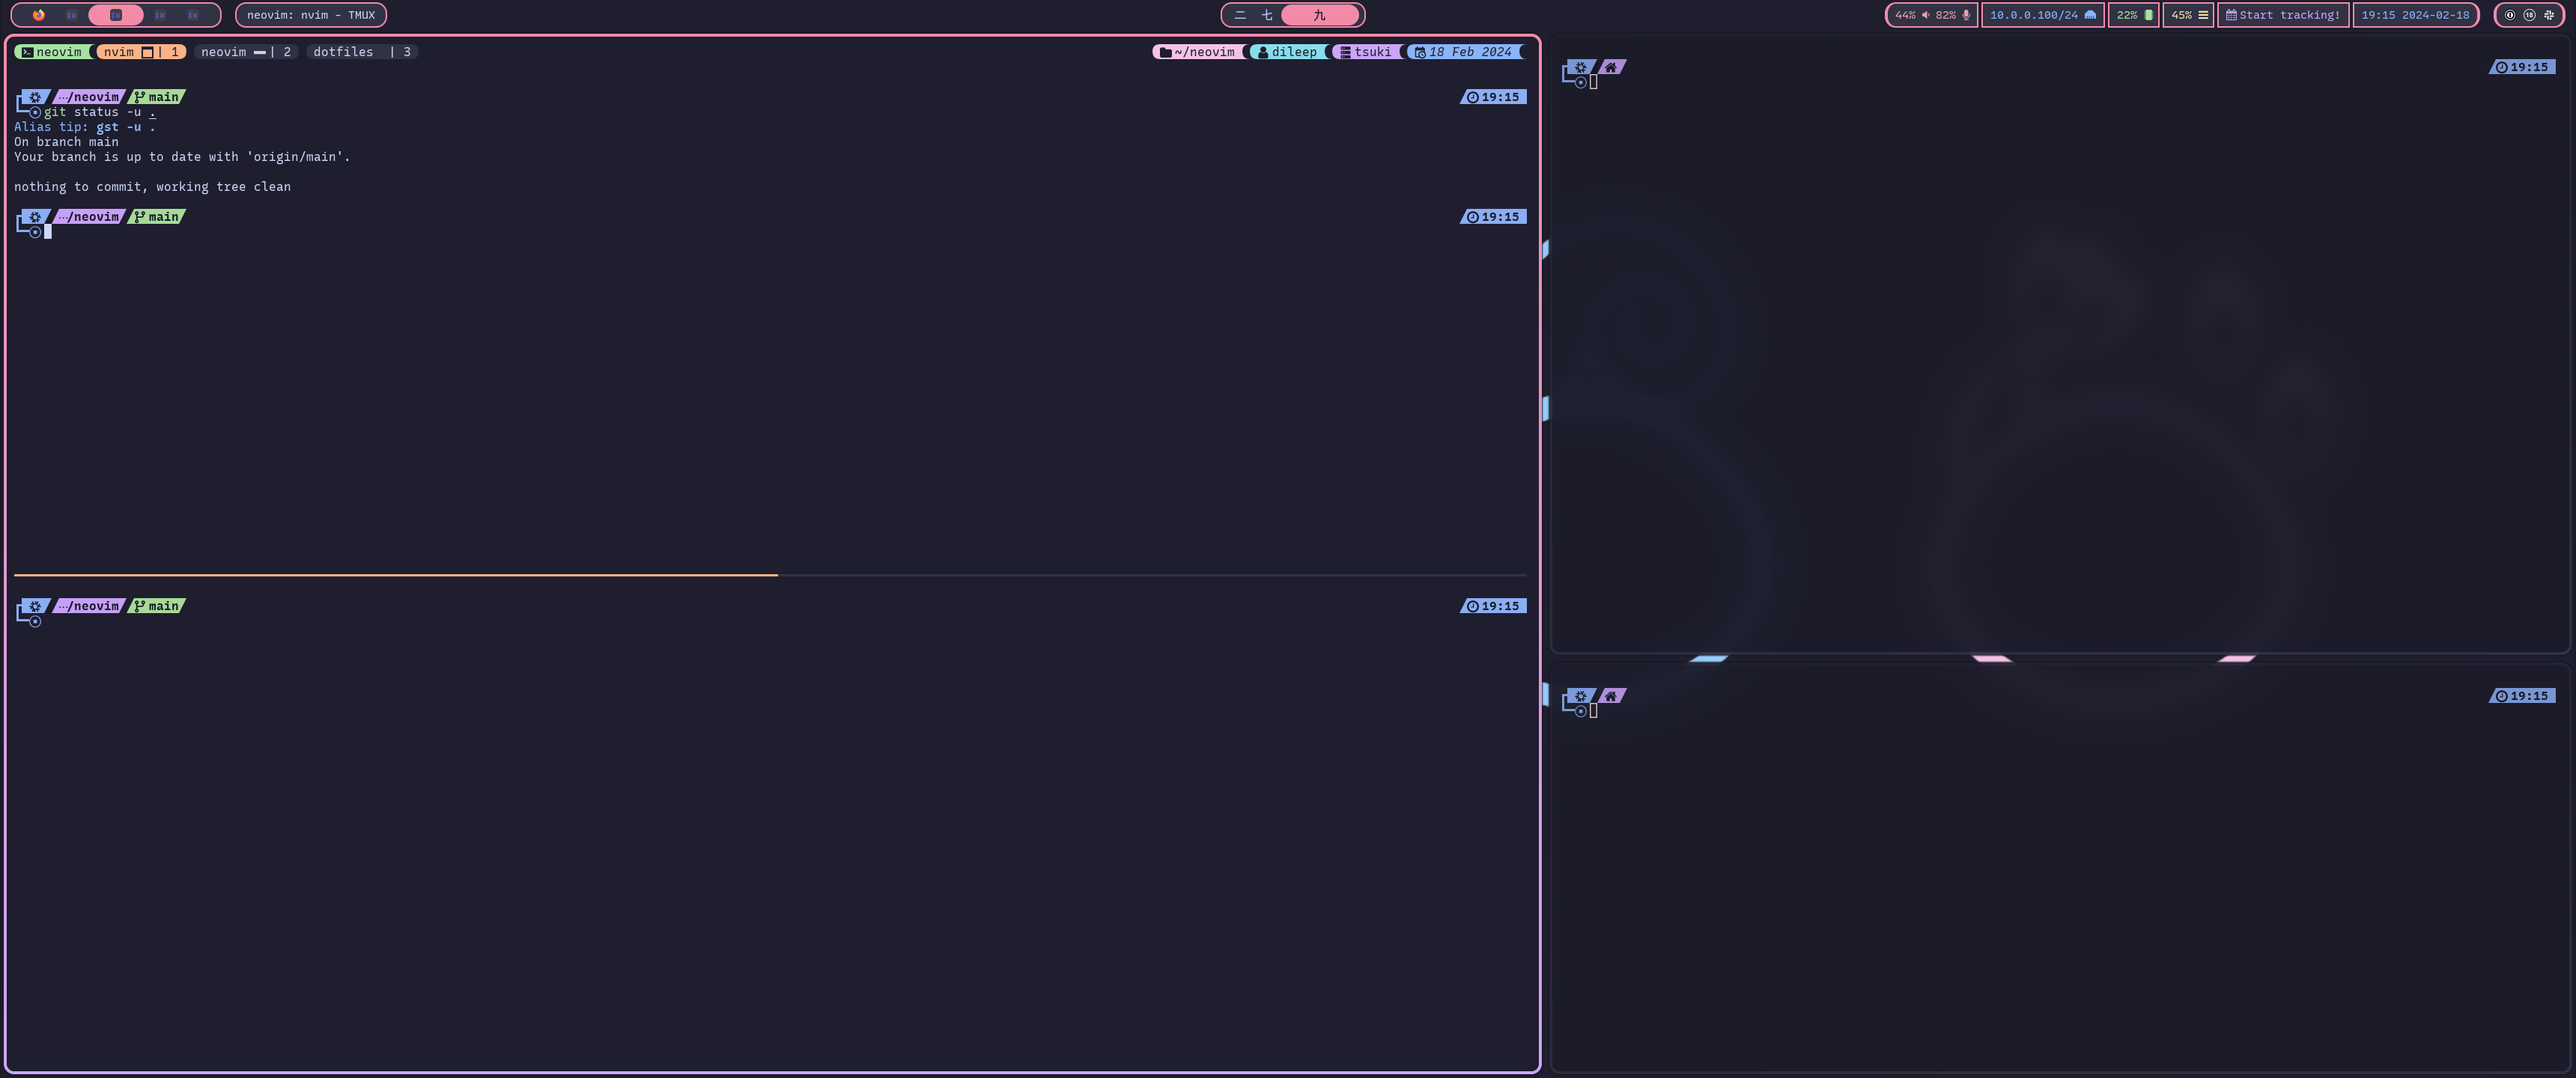 neovim: nvim - TMUX
二 七 九
44% 82% 10.0.0.100/24 22% 45% Start tracking! 19:15 2024-02-18
neovim nvim | 1 neovim | 2 dotfiles | 3
~/neovim dileep tsuki 18 Feb 2024
⋯/neovim main 19:15
git status -u .
Alias tip: gst -u .
On branch main
Your branch is up to date with 'origin/main'.
nothing to commit, working tree clean
⋯/neovim main 19:15
⋯/neovim main 19:15
19:15
19:15